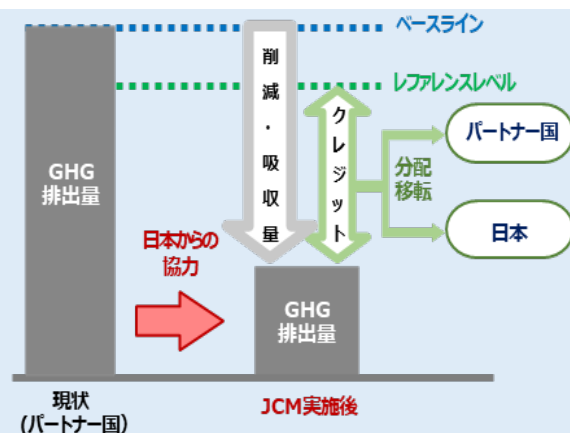 ベースライン
レファレンスレベル
削減・吸収量
クレジット
分配
移転
パートナー国
日本
GHG
排出量
日本からの
協力
GHG
排出量
現状
(パートナー国)
JCM実施後